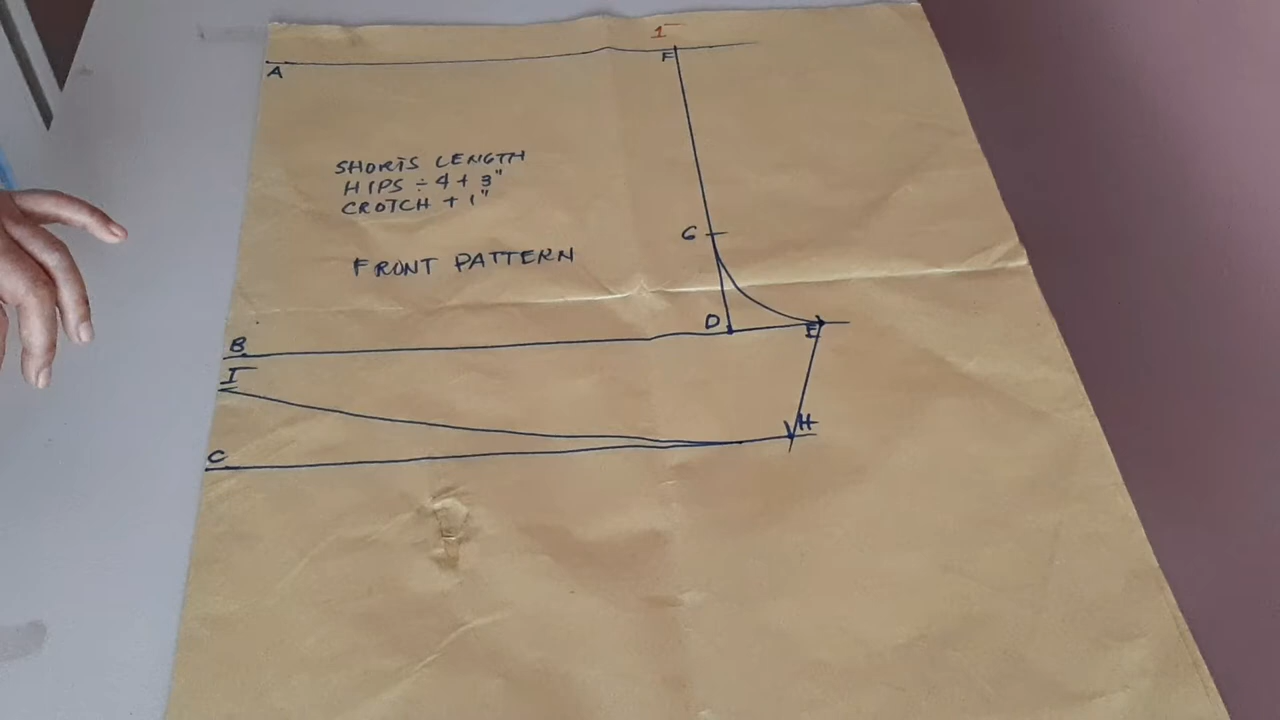 1
F
A
SHORTS LENGTH
HIPS ÷ 4 + 3"
CROTCH + 1"
G
FRONT PATTERN
D
E
B
I
H
C